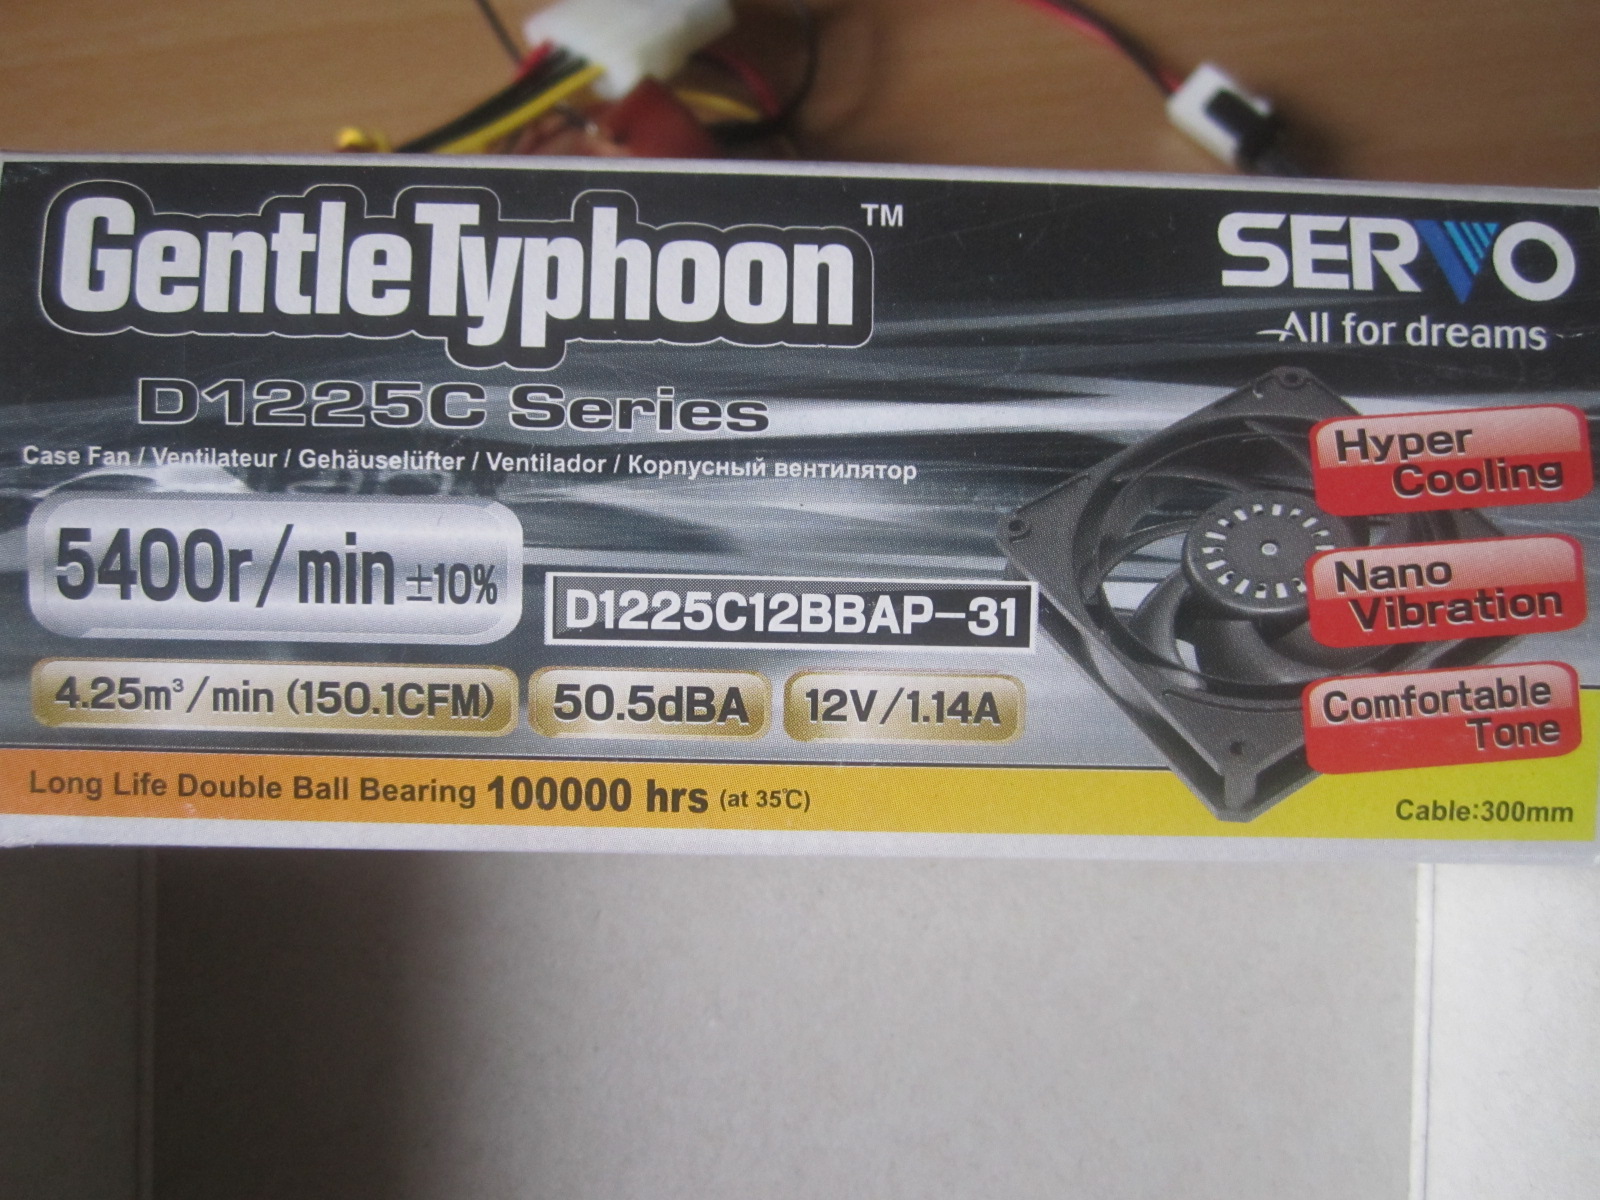 GentleTyphoon™
SERVO
All for dreams
D1225C Series
Case Fan / Ventilateur / Gehäuselüfter / Ventilador / Корпусный вентилятор
Hyper
Cooling
5400r/min ±10%
D1225C12BBAP-31
Nano
Vibration
4.25m³/min (150.1CFM)
50.5dBA
12V/1.14A
Comfortable
Tone
Long Life Double Ball Bearing 100000 hrs (at 35℃)
Cable:300mm